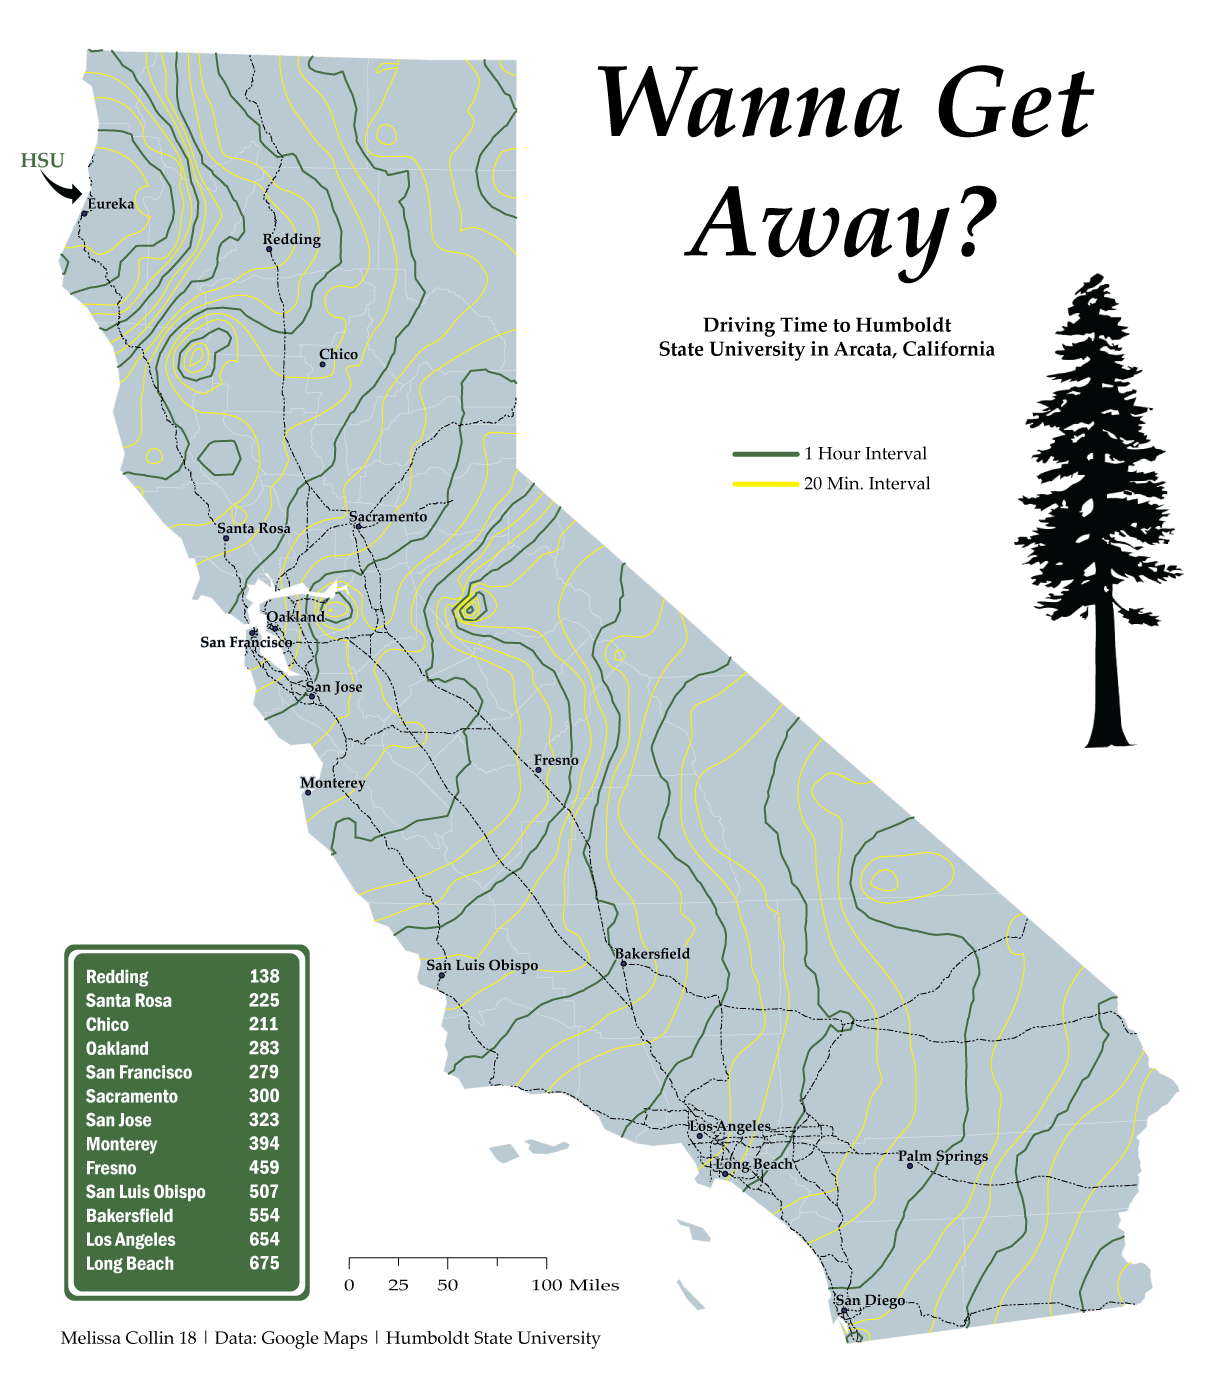 Wanna Get
Away?
HSU
Eureka
Redding
Driving Time to Humboldt
State University in Arcata, California
Chico
1 Hour Interval
20 Min. Interval
Sacramento
Santa Rosa
Oakland
San Francisco
San Jose
Fresno
Monterey
Bakersfield
San Luis Obispo
Los Angeles
Palm Springs
Long Beach
San Diego
Redding 138
Santa Rosa 225
Chico 211
Oakland 283
San Francisco 279
Sacramento 300
San Jose 323
Monterey 394
Fresno 459
San Luis Obispo 507
Bakersfield 554
Los Angeles 654
Long Beach 675
0 25 50 100 Miles
Melissa Collin 18 | Data: Google Maps | Humboldt State University